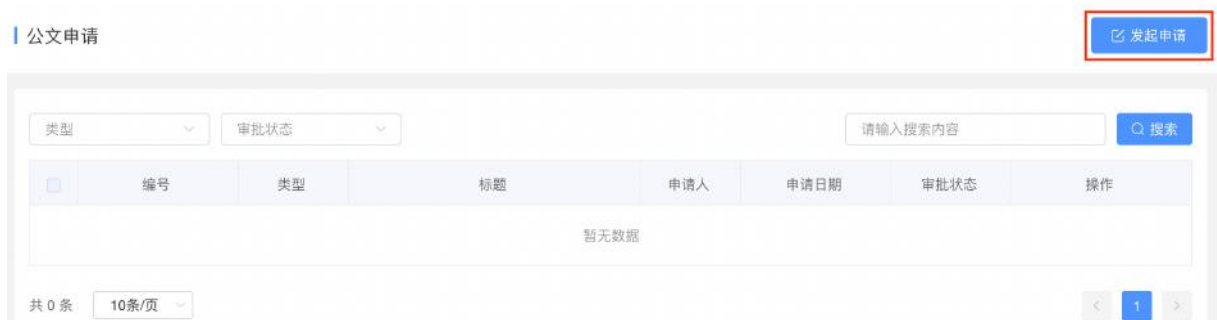 公文申请 发起申请
类型 审批状态 请输入搜索内容 搜索
编号 类型 标题 申请人 申请日期 审批状态 操作
暂无数据
共 0 条 10条/页 < 1 >